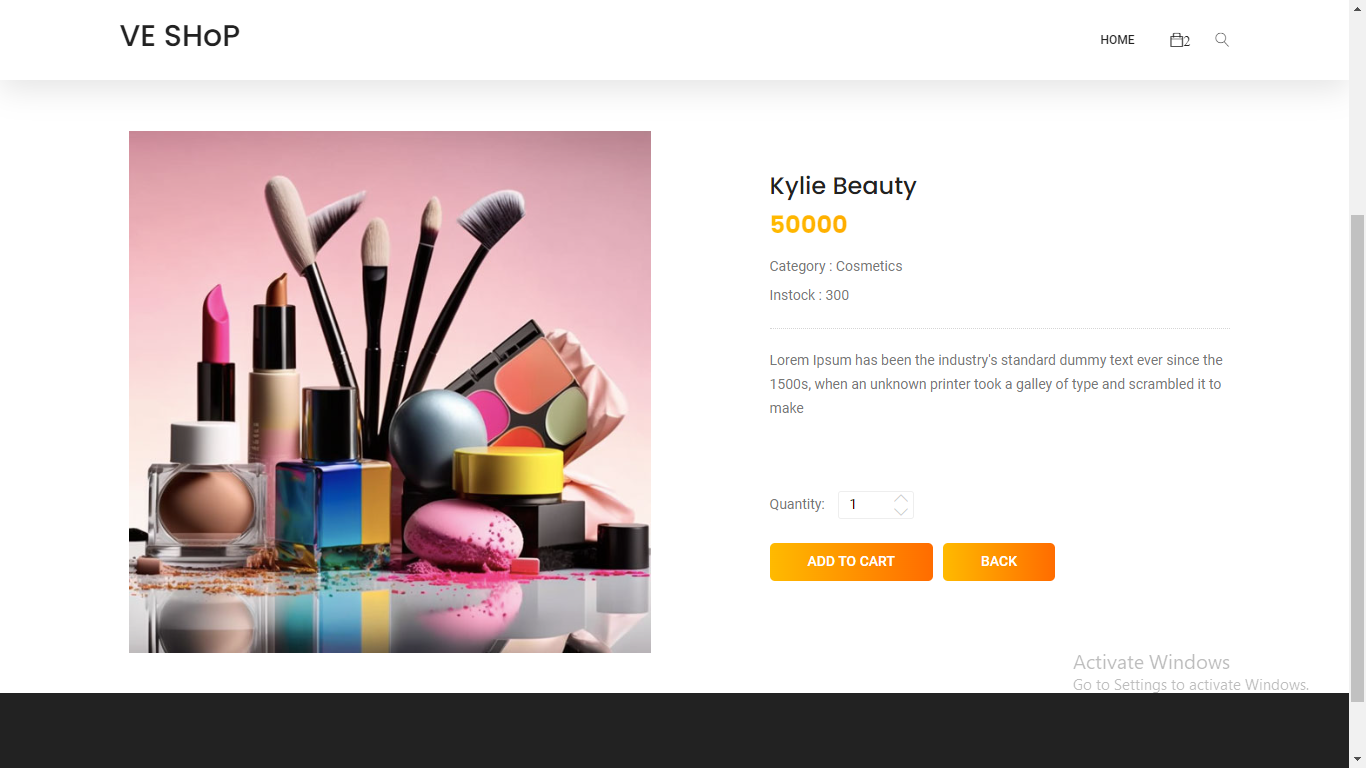 VE SHoP
HOME
2
Kylie Beauty
50000
Category : Cosmetics
Instock : 300
Lorem Ipsum has been the industry's standard dummy text ever since the
1500s, when an unknown printer took a galley of type and scrambled it to
make
Quantity: 1
ADD TO CART
BACK
Activate Windows
Go to Settings to activate Windows.